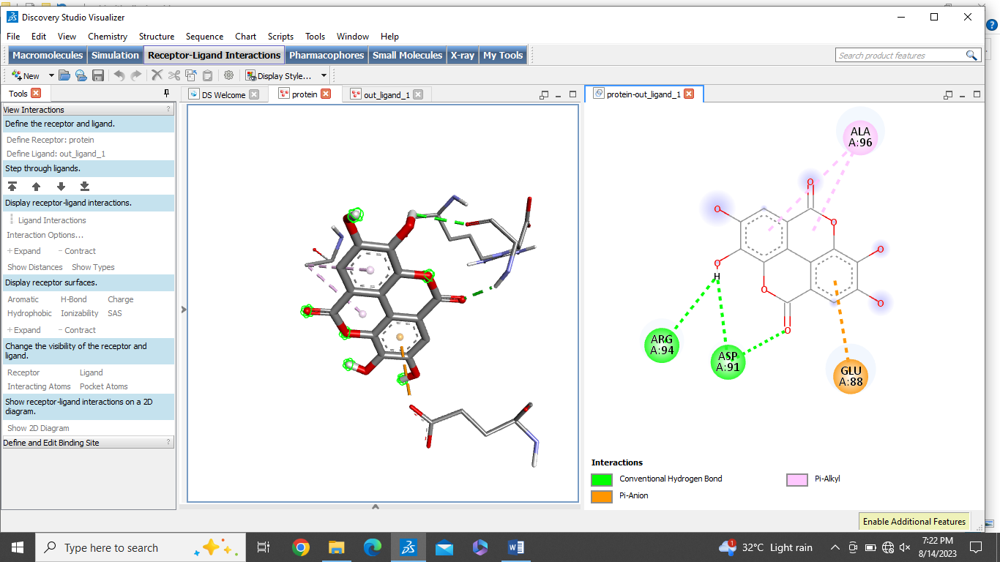 Discovery Studio Visualizer
File Edit View Chemistry Structure Sequence Chart Scripts Tools Window Help
Macromolecules Simulation Receptor-Ligand Interactions Pharmacophores Small Molecules X-ray My Tools
Search product features
New Display Style...
Tools
DS Welcome protein out_ligand_1
protein-out_ligand_1
View Interactions ?
Define the receptor and ligand.
Define Receptor: protein
Define Ligand: out_ligand_1
Step through ligands.
Display receptor-ligand interactions.
Ligand Interactions
Interaction Options...
+ Expand - Contract
Show Distances Show Types
Display receptor surfaces.
Aromatic H-Bond Charge
Hydrophobic Ionizability SAS
+ Expand - Contract
Change the visibility of the receptor and
ligand.
Receptor Ligand
Interacting Atoms Pocket Atoms
Show receptor-ligand interactions on a 2D
diagram.
Show 2D Diagram
Define and Edit Binding Site ?
ALA
A:96
O
O
O
O
O
H
O
O
O
ARG
A:94
ASP
A:91
GLU
A:88
Interactions
Conventional Hydrogen Bond
Pi-Anion
Pi-Alkyl
Enable Additional Features
Type here to search
1
32°C Light rain
7:22 PM
8/14/2023